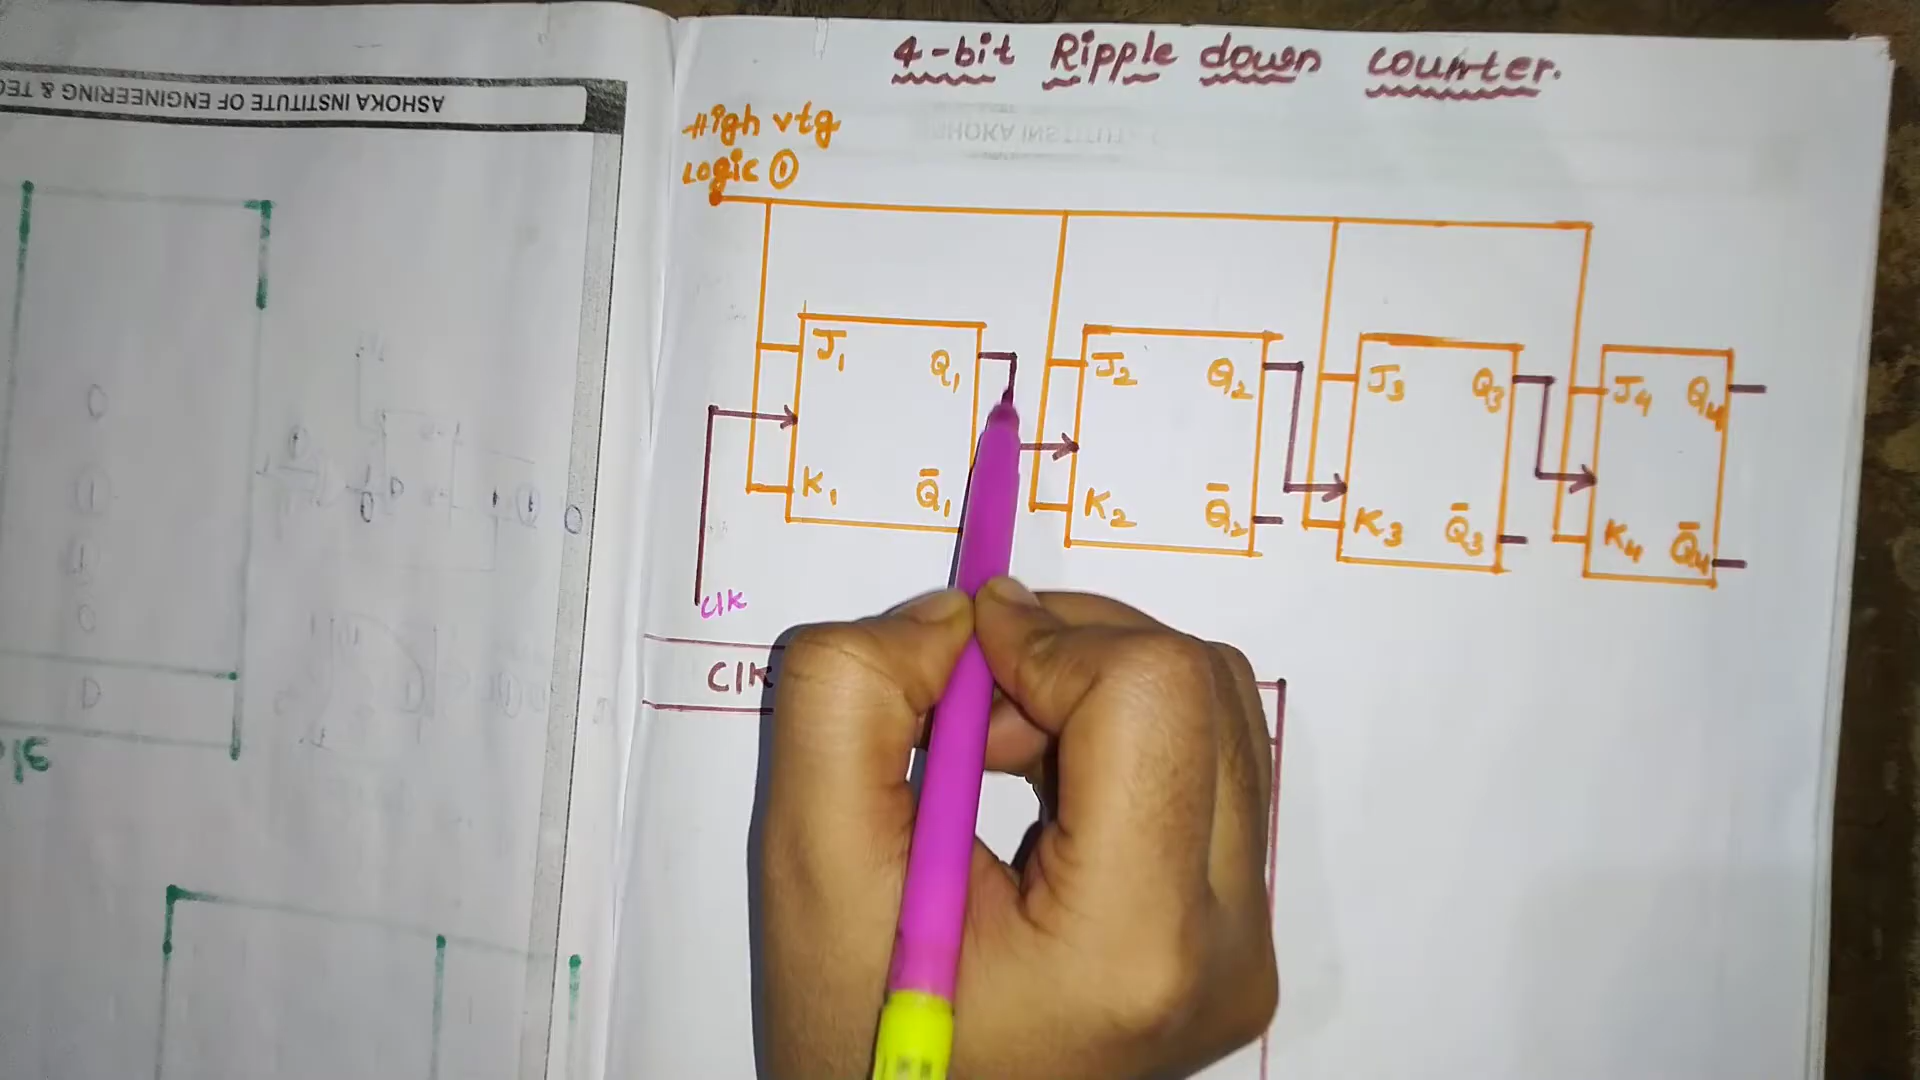 4-bit Ripple down counter.
High vtg
Logic ①
J1 Q1 J2 Q2 J3 Q3 J4 Q4
K1 Q̄1 K2 Q̄2 K3 Q̄3 K4 Q̄4
Clk
Clk
ASHOKA INSTITUTE OF ENGINEERING &